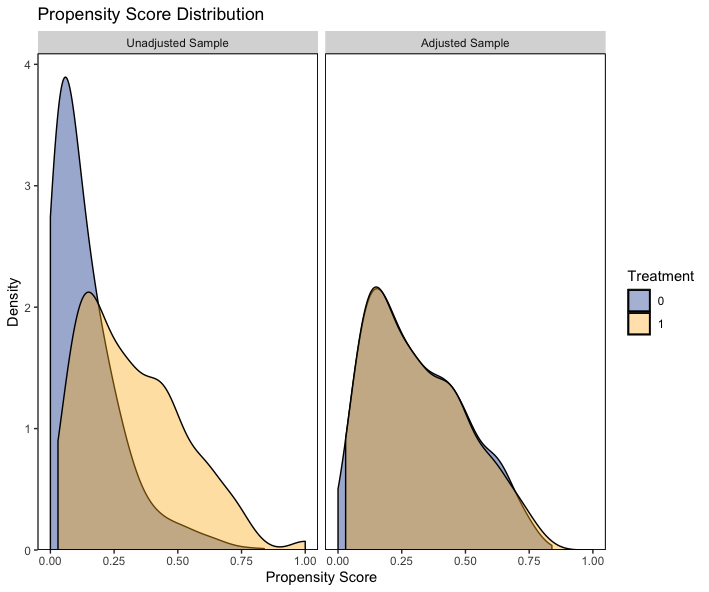 Propensity Score Distribution
Unadjusted Sample
Adjusted Sample
4
3
2
1
0
Density
0.00 0.25 0.50 0.75 1.00
0.00 0.25 0.50 0.75 1.00
Propensity Score
Treatment
0
1